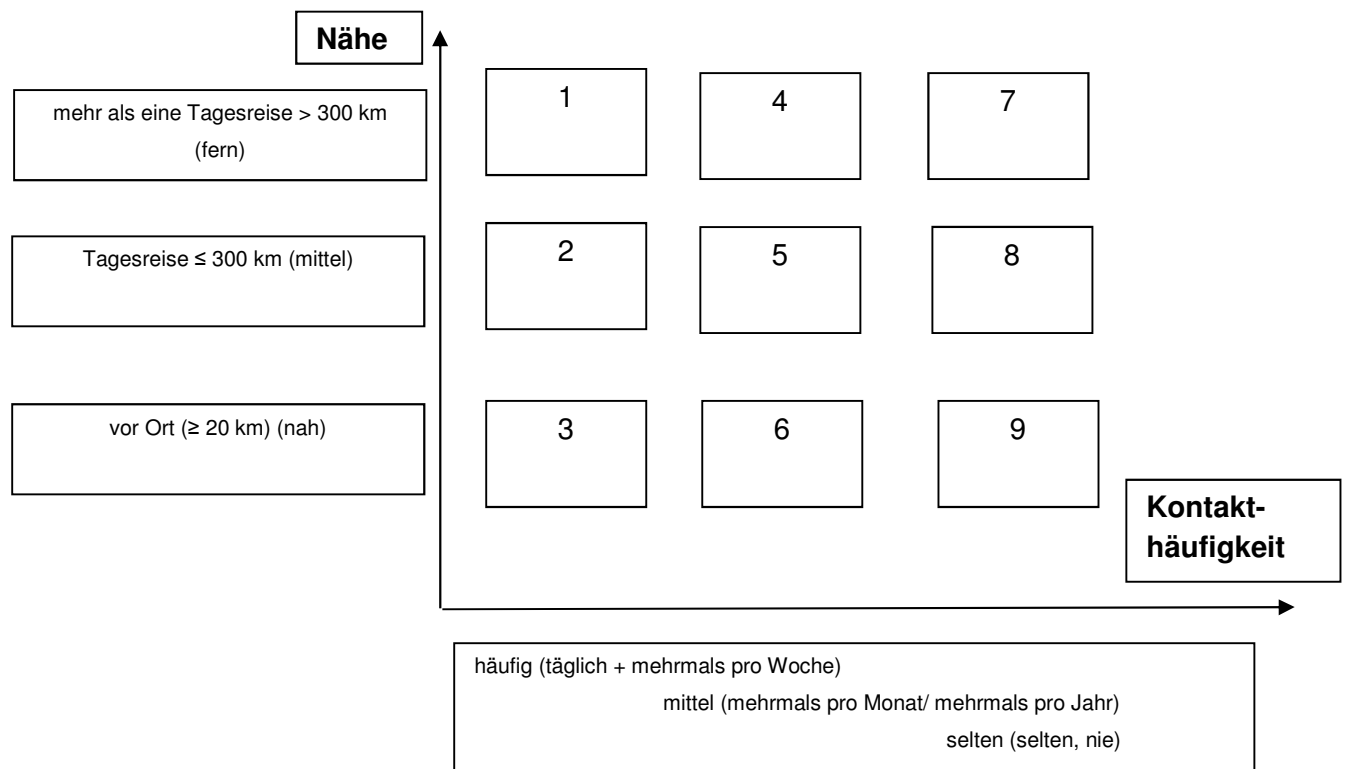 Nähe
mehr als eine Tagesreise > 300 km
(fern)
1
4
7
Tagesreise ≤ 300 km (mittel)
2
5
8
vor Ort (≥ 20 km) (nah)
3
6
9
Kontakt-
häufigkeit
häufig (täglich + mehrmals pro Woche)
mittel (mehrmals pro Monat/ mehrmals pro Jahr)
selten (selten, nie)